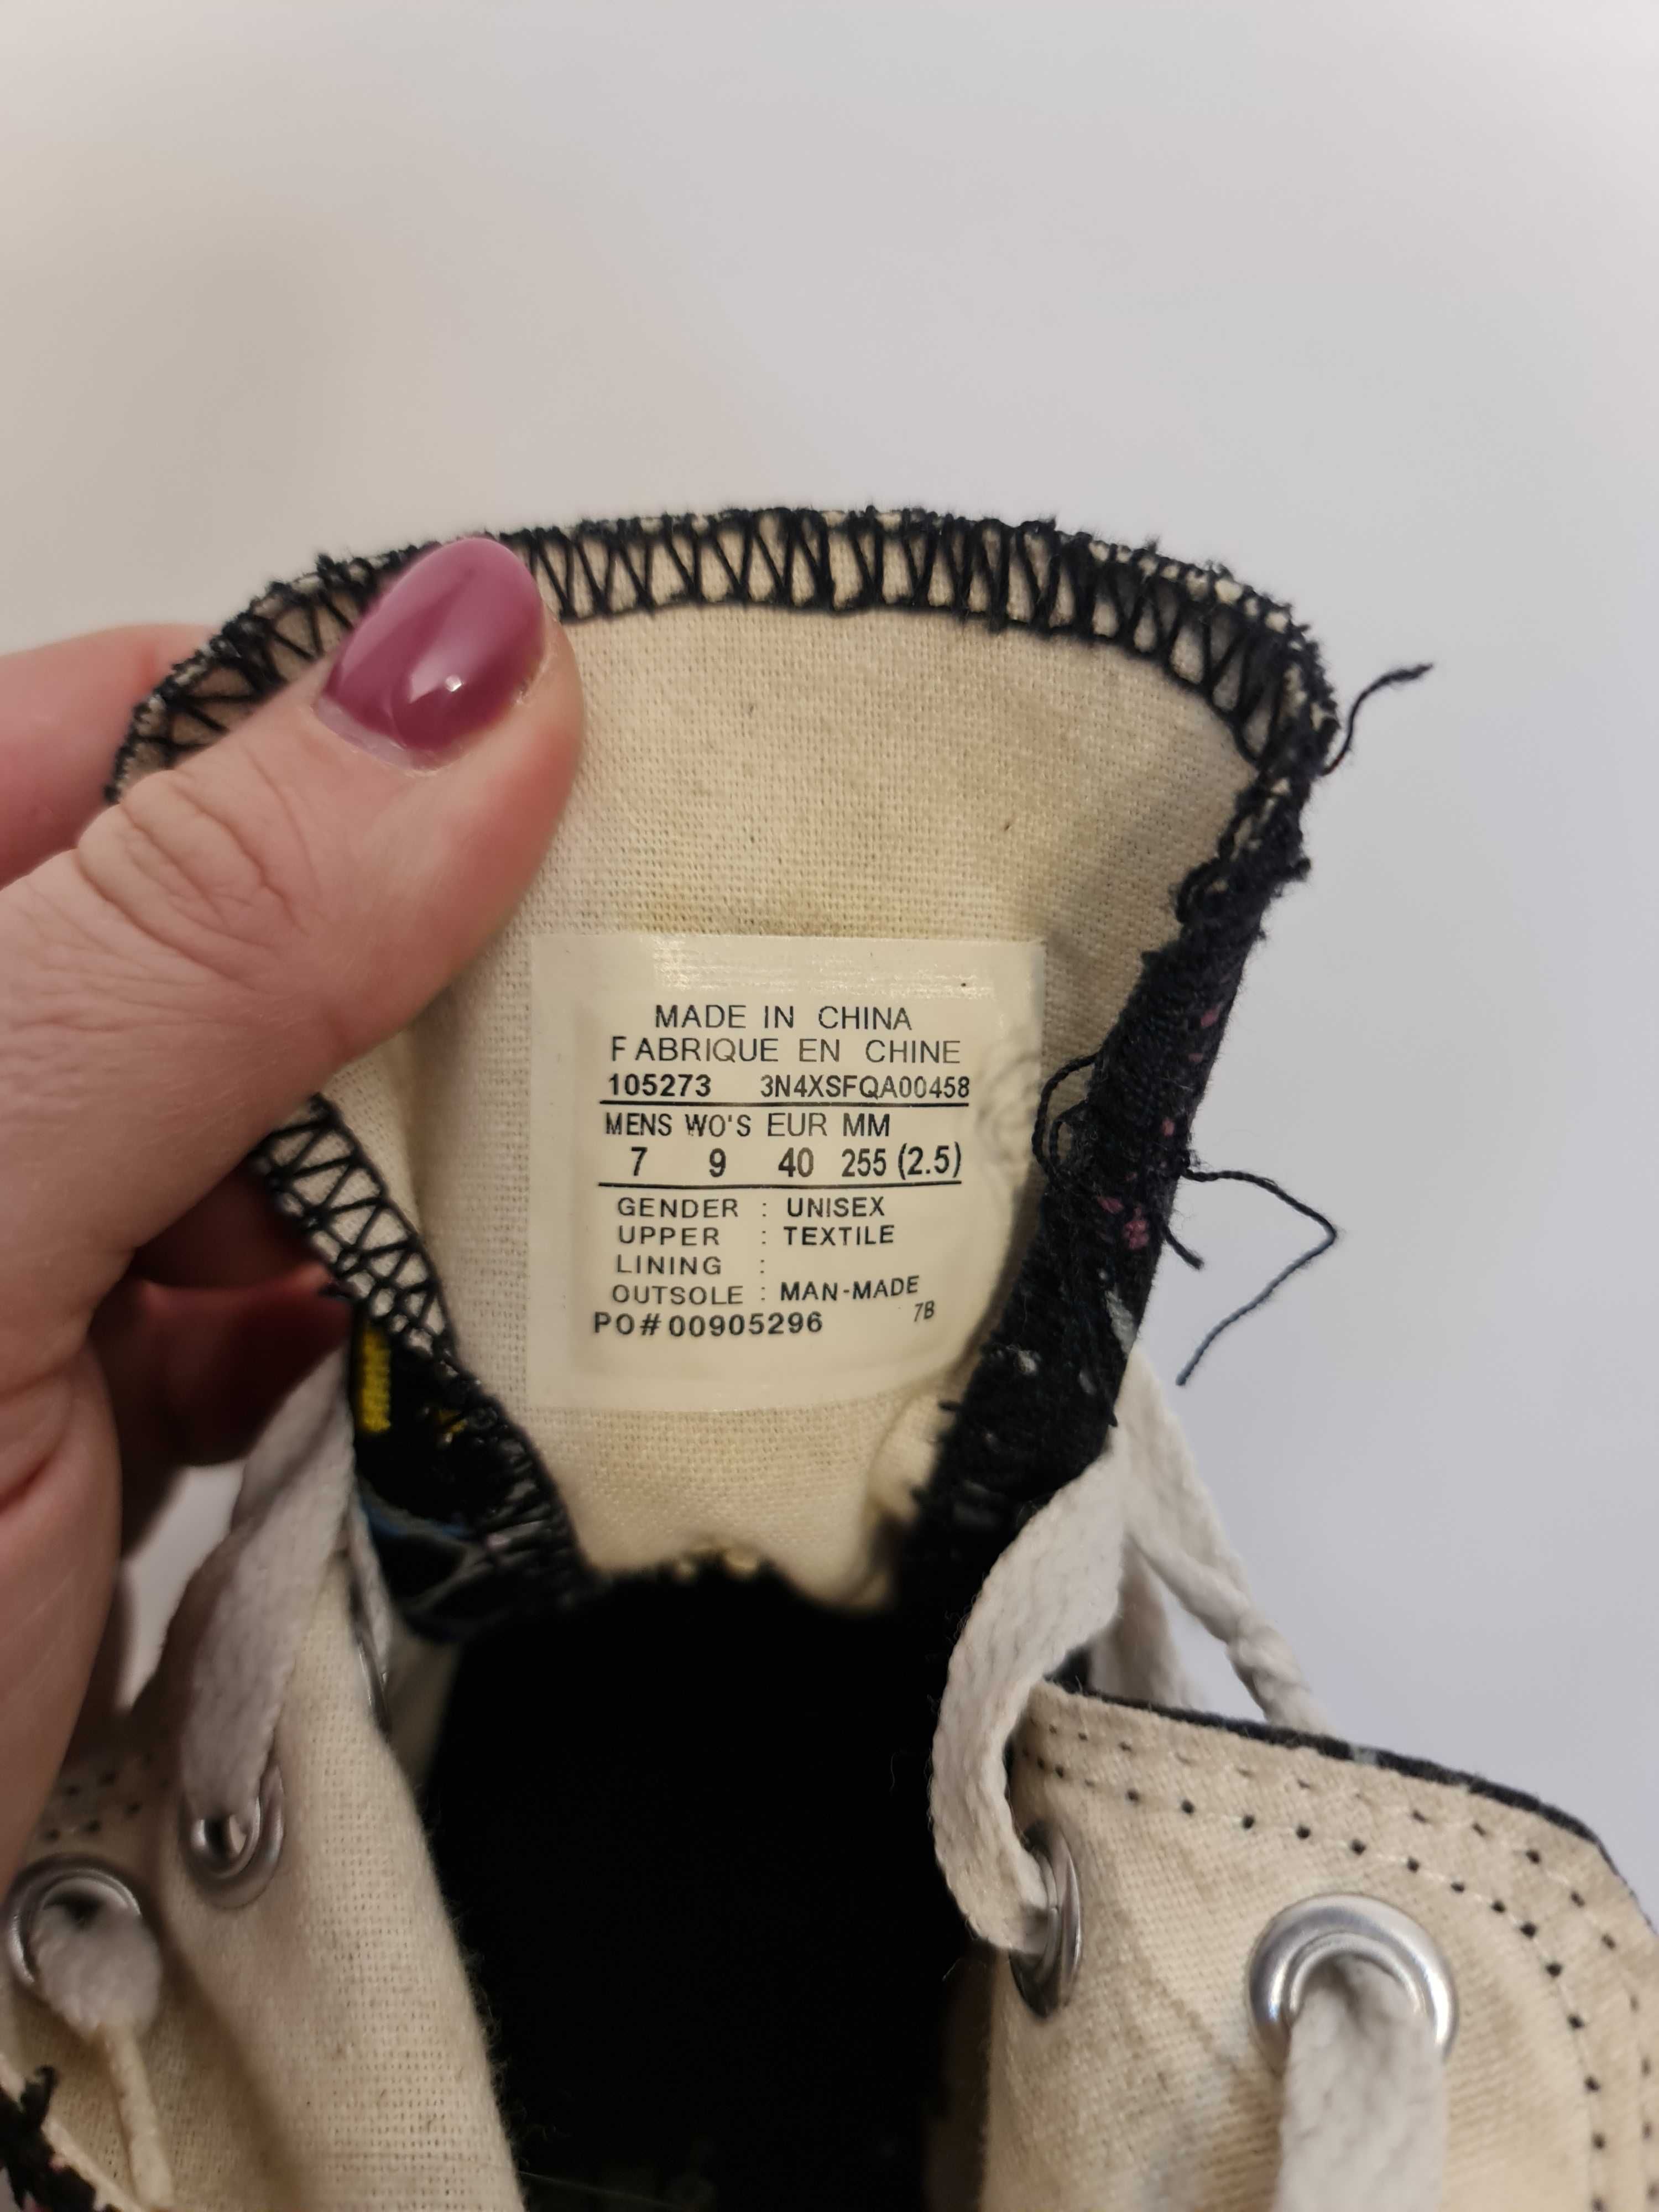 MADE IN CHINA
FABRIQUE EN CHINE
105273 3N4XSFQA00458
MENS WO'S EUR MM
7 9 40 255 (2.5)
GENDER : UNISEX
UPPER : TEXTILE
LINING :
OUTSOLE : MAN-MADE
7B
PO# 00905296